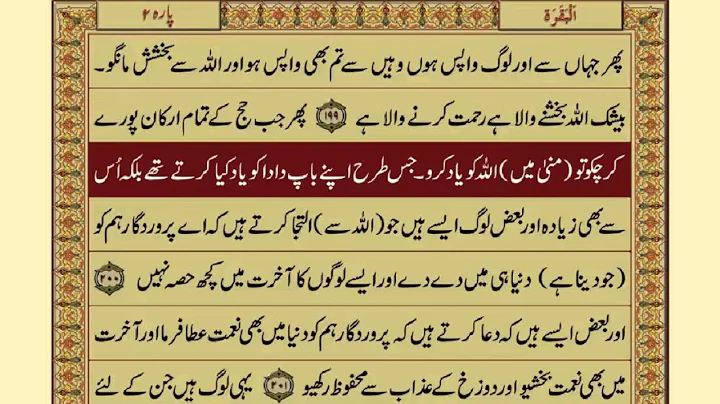 الْبَقَرَة
پارہ ۲
پھر جہاں سے اور لوگ واپس ہوں وہیں سے تم بھی واپس ہو اور اللہ سے بخشش مانگو۔
بیشک اللہ بخشنے والا ہے رحمت کرنے والا ہے ۱۹۹ پھر جب حج کے تمام ارکان پورے
کر چکو تو (منیٰ میں) اللہ کو یاد کرو۔ جس طرح اپنے باپ دادا کو یاد کیا کرتے تھے بلکہ اُس
سے بھی زیادہ اور بعض لوگ ایسے ہیں جو (اللہ سے) التجا کرتے ہیں کہ اے پروردگار ہم کو
(جو دینا ہے) دنیا ہی میں دے دے اور ایسے لوگوں کا آخرت میں کچھ حصہ نہیں ۲۰۰
اور بعض ایسے ہیں کہ دعا کرتے ہیں کہ پروردگار ہم کو دنیا میں بھی نعمت عطا فرما اور آخرت
میں بھی نعمت بخشیو اور دوزخ کے عذاب سے محفوظ رکھیو ۲۰۱ یہی لوگ ہیں جن کے لئے